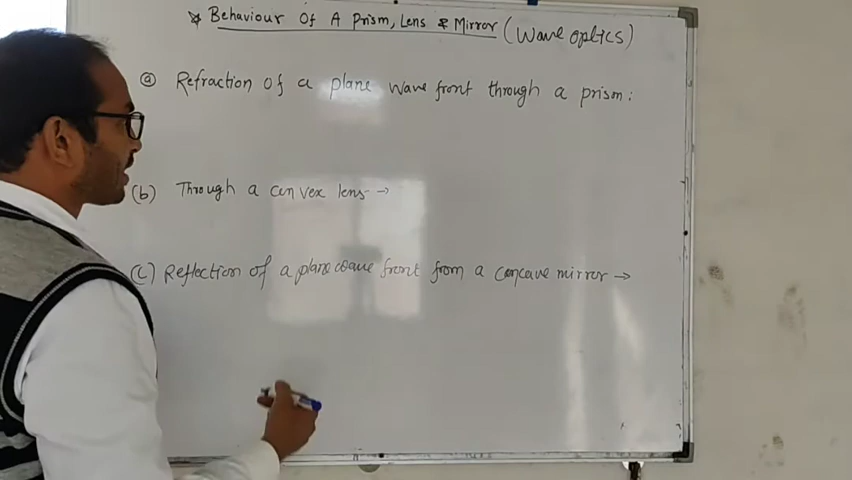 * Behaviour Of A Prism, Lens & Mirror (Wave optics)
ⓐ Refraction of a plane wave front through a prism:
(b) Through a convex lens →
(c) Reflection of a plane wave front from a concave mirror →